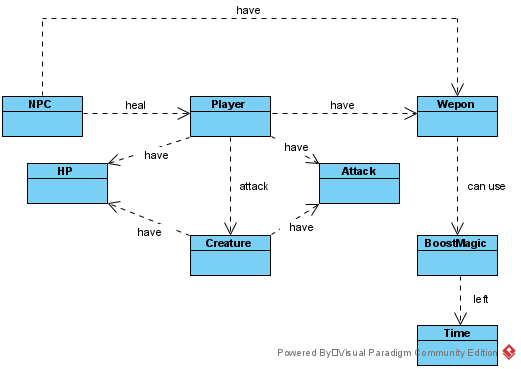 have
NPC
heal
Player
have
Wepon
have
have
HP
attack
Attack
can use
have
have
Creature
BoostMagic
left
Time
Powered By Visual Paradigm Community Edition